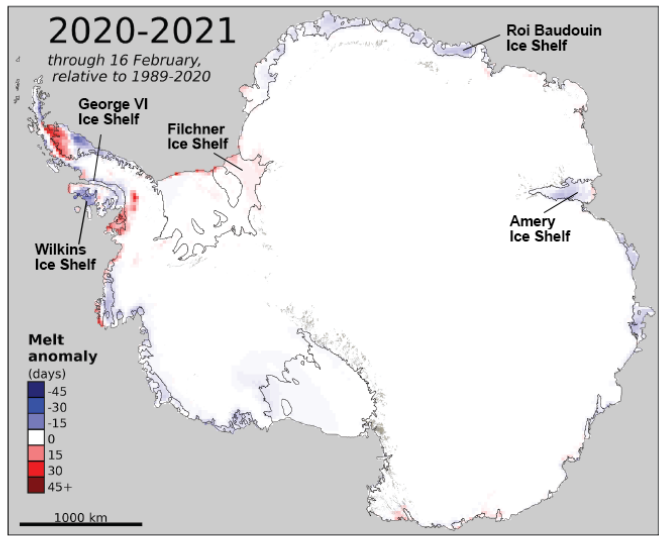 2020-2021
through 16 February,
relative to 1989-2020
Roi Baudouin
Ice Shelf
George VI
Ice Shelf
Filchner
Ice Shelf
Amery
Ice Shelf
Wilkins
Ice Shelf
Melt
anomaly
(days)
-45
-30
-15
0
15
30
45+
1000 km